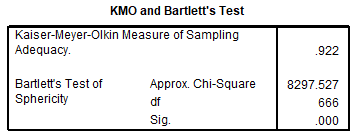 KMO and Bartlett's Test
Kaiser-Meyer-Olkin Measure of Sampling
Adequacy. .922
Bartlett's Test of Approx. Chi-Square 8297.527
Sphericity df 666
Sig. .000